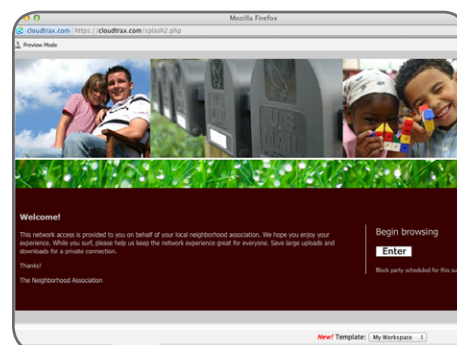 Mozilla Firefox
cloudtrax.com https://cloudtrax.com/splash2.php
Preview Mode
U.S. MAIL
Welcome!
This network access is provided to you on behalf of your local neighborhood association. We hope you enjoy your
experience. While you surf, please help us keep the network experience great for everyone. Save large uploads and
downloads for a private connection.
Thanks!
The Neighborhood Association
Begin browsing
Enter
Block party scheduled for this su
New! Template: My Workspace